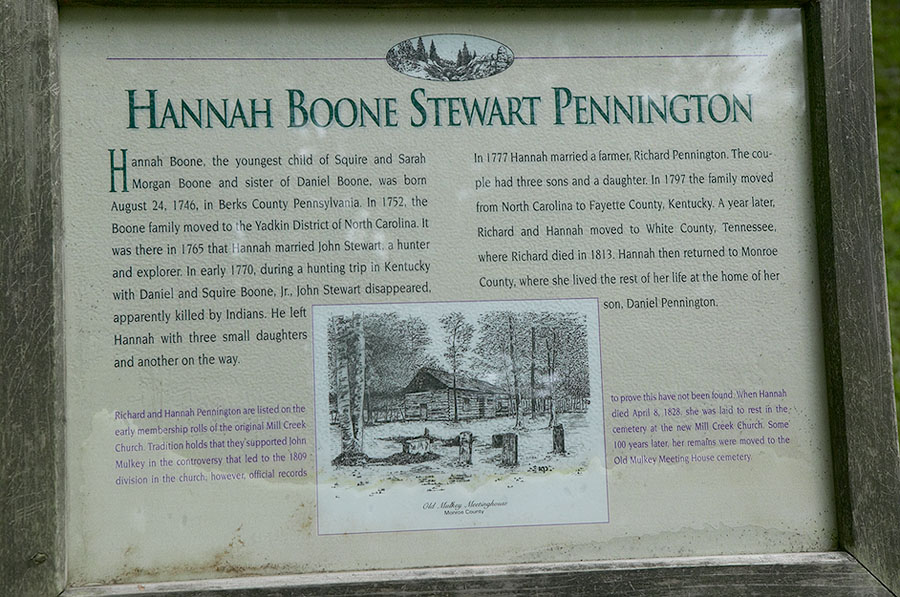 HANNAH BOONE STEWART PENNINGTON
Hannah Boone, the youngest child of Squire and Sarah
Morgan Boone and sister of Daniel Boone, was born
August 24, 1746, in Berks County Pennsylvania. In 1752, the
Boone family moved to the Yadkin District of North Carolina. It
was there in 1765 that Hannah married John Stewart, a hunter
and explorer. In early 1770, during a hunting trip in Kentucky
with Daniel and Squire Boone, Jr., John Stewart disappeared,
apparently killed by Indians. He left
Hannah with three small daughters
and another on the way.
In 1777 Hannah married a farmer, Richard Pennington. The cou-
ple had three sons and a daughter. In 1797 the family moved
from North Carolina to Fayette County, Kentucky. A year later,
Richard and Hannah moved to White County, Tennessee,
where Richard died in 1813. Hannah then returned to Monroe
County, where she lived the rest of her life at the home of her
son, Daniel Pennington.
Richard and Hannah Pennington are listed on the
early membership rolls of the original Mill Creek
Church. Tradition holds that they supported John
Mulkey in the controversy that led to the 1809
division in the church, however, official records
to prove this have not been found. When Hannah
died April 8, 1828, she was laid to rest in the
cemetery at the new Mill Creek Church. Some
100 years later, her remains were moved to the
Old Mulkey Meeting House cemetery.
Old Mulkey Meetinghouse
Monroe County